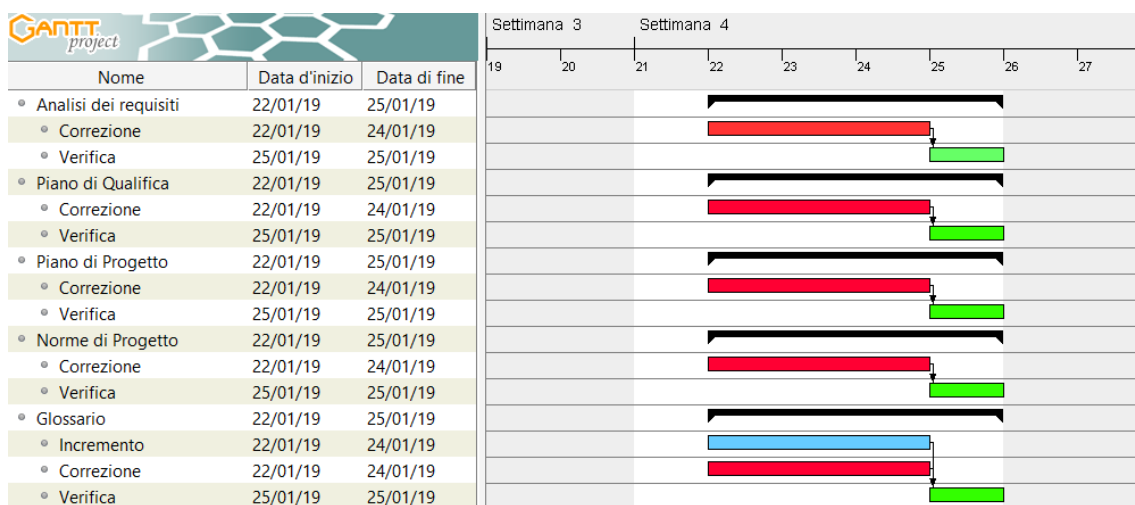 GANTT project
Settimana 3 Settimana 4
19 20 21 22 23 24 25 26 27
Nome Data d'inizio Data di fine
Analisi dei requisiti 22/01/19 25/01/19
Correzione 22/01/19 24/01/19
Verifica 25/01/19 25/01/19
Piano di Qualifica 22/01/19 25/01/19
Correzione 22/01/19 24/01/19
Verifica 25/01/19 25/01/19
Piano di Progetto 22/01/19 25/01/19
Correzione 22/01/19 24/01/19
Verifica 25/01/19 25/01/19
Norme di Progetto 22/01/19 25/01/19
Correzione 22/01/19 24/01/19
Verifica 25/01/19 25/01/19
Glossario 22/01/19 25/01/19
Incremento 22/01/19 24/01/19
Correzione 22/01/19 24/01/19
Verifica 25/01/19 25/01/19